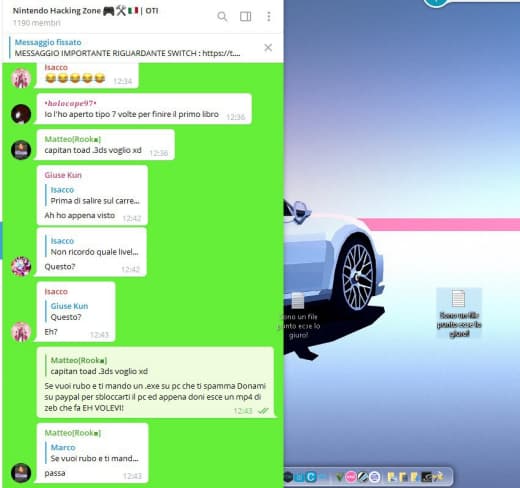 Nintendo Hacking Zone 🎮🛠🇮🇹 | OTI
1190 membri
Messaggio fissato
MESSAGGIO IMPORTANTE RIGUARDANTE SWITCH : https://t....
Isacco
😂😂😂😂😂 12:34
•holocope97•
Io l'ho aperto tipo 7 volte per finire il primo libro 12:36
Matteo[Rook♜]
capitan toad .3ds voglio xd 12:36
Giuse Kun
Isacco
Prima di salire sul carre...
Ah ho appena visto 12:42
Isacco
Non ricordo quale livel...
Questo? 12:42
Isacco
Giuse Kun
Questo?
Eh? 12:43
Matteo[Rook♜]
capitan toad .3ds voglio xd
Se vuoi rubo e ti mando un .exe su pc che ti spamma Donami
su paypal per sbloccarti il pc ed appena doni esce un mp4 di
zeb che fa EH VOLEVI! 12:43
Matteo[Rook♜]
Marco
Se vuoi rubo e ti mand...
passa 12:43
Sono un file
punto ecse lo
giuro!
Sono un file
punto ecse lo
giuro!